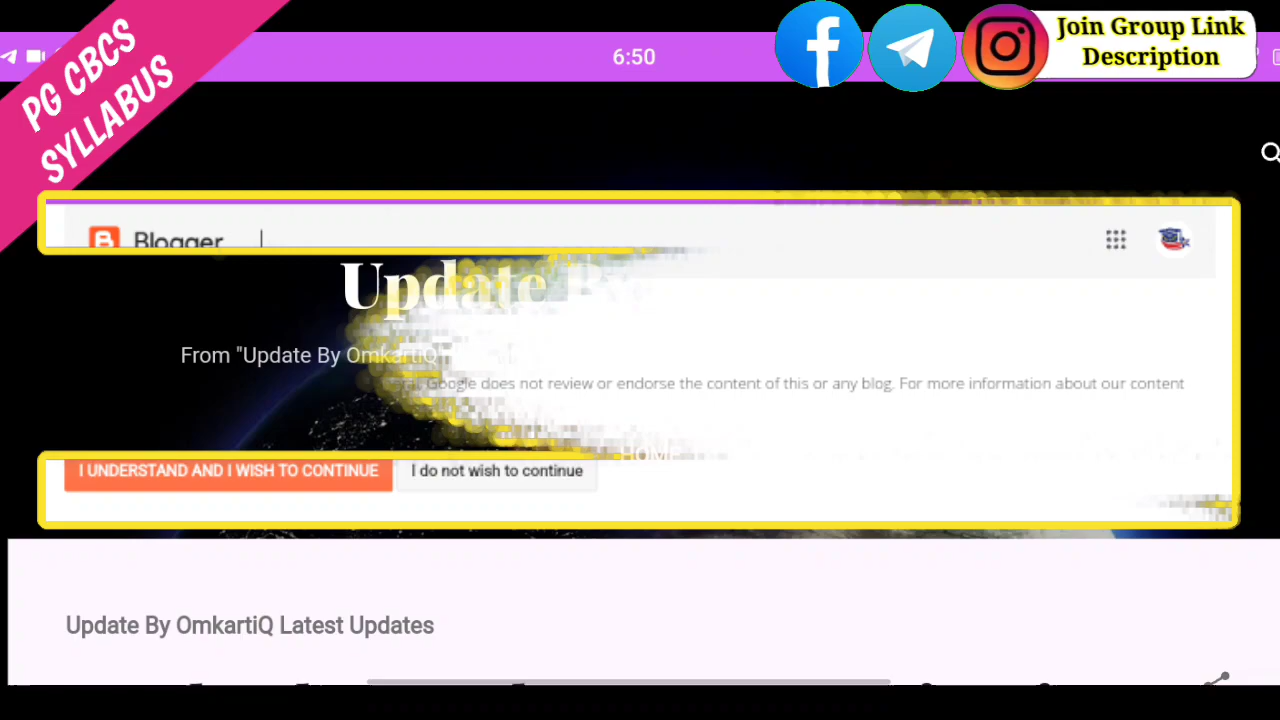 PG CBCS
SYLLABUS
6:50
Join Group Link
Description
Blogger
Update
From "Update By OmkartiQ"
Google does not review or endorse the content of this or any blog. For more information about our content
HOME
I UNDERSTAND AND I WISH TO CONTINUE
I do not wish to continue
Update By OmkartiQ Latest Updates